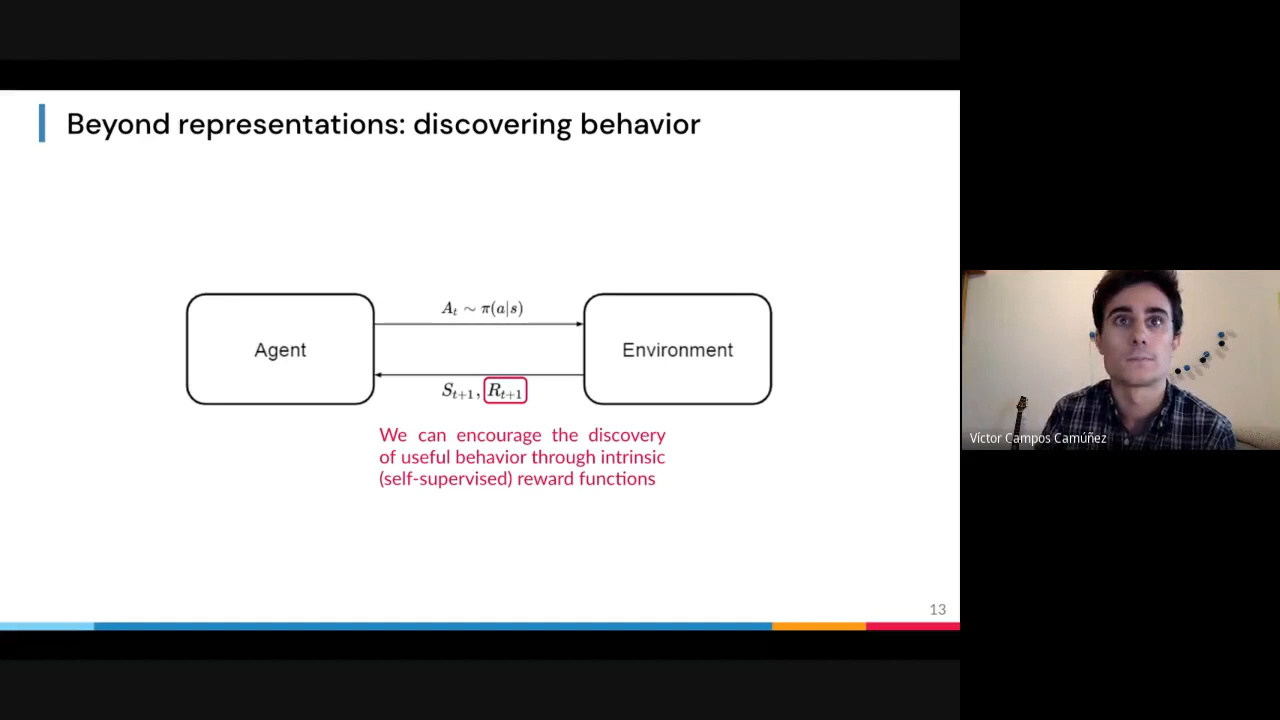 Beyond representations: discovering behavior
A_t ∼ π(a|s)
Agent
Environment
S_{t+1}, R_{t+1}
We can encourage the discovery
of useful behavior through intrinsic
(self-supervised) reward functions
13
Víctor Campos Camúñez